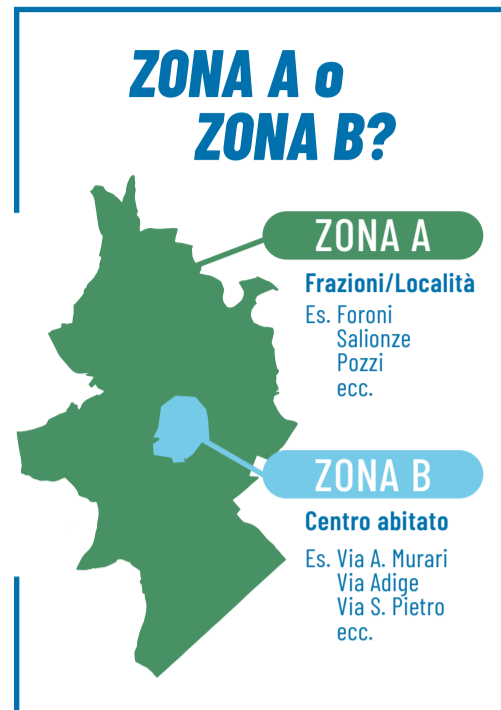 ZONA A o
ZONA B?
ZONA A
Frazioni/Località
Es. Foroni
Salionze
Pozzi
ecc.
ZONA B
Centro abitato
Es. Via A. Murari
Via Adige
Via S. Pietro
ecc.